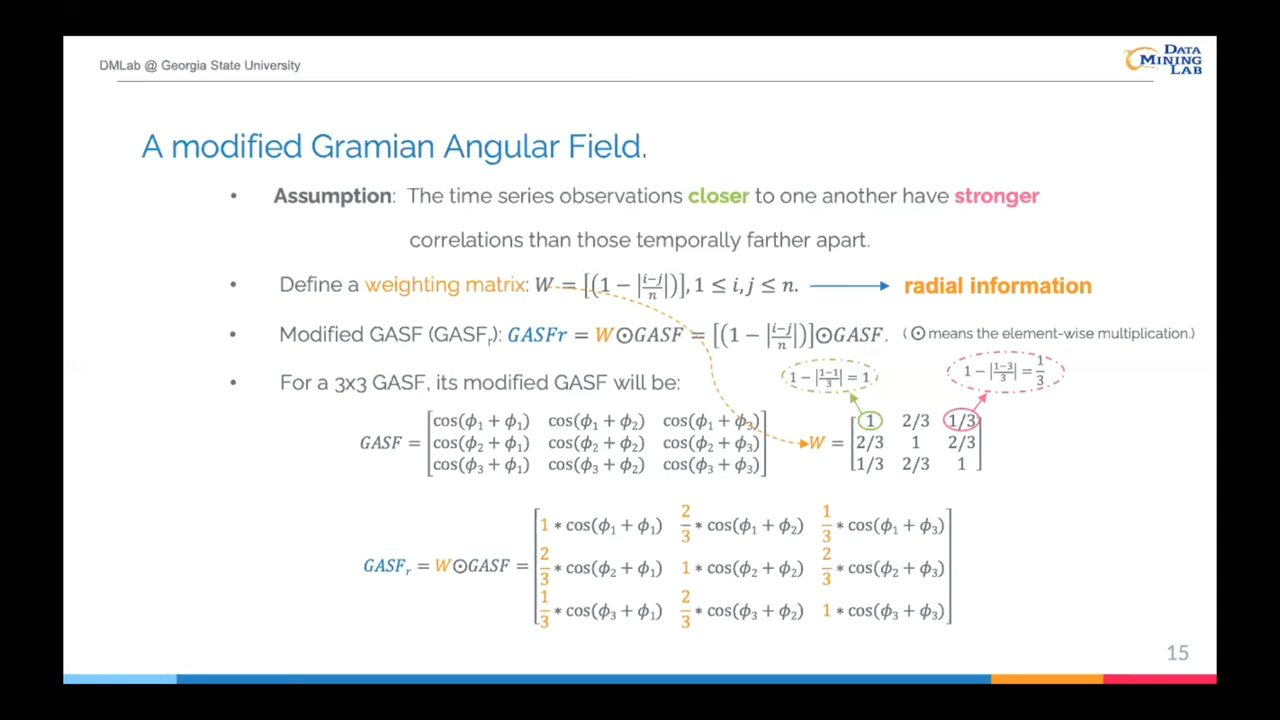 DMLab @ Georgia State University
DATA MINING LAB
A modified Gramian Angular Field.
• Assumption: The time series observations closer to one another have stronger
correlations than those temporally farther apart.
• Define a weighting matrix: W = [(1 − |i−j/n|)], 1 ≤ i, j ≤ n. radial information
• Modified GASF (GASFr): GASFr = W⊙GASF = [(1 − |i−j/n|)]⊙GASF. ( ⊙ means the element-wise multiplication.)
• For a 3x3 GASF, its modified GASF will be:
1 − |1−1/3| = 1
1 − |1−3/3| = 1/3
GASF = [cos(ϕ1 + ϕ1) cos(ϕ1 + ϕ2) cos(ϕ1 + ϕ3)
cos(ϕ2 + ϕ1) cos(ϕ2 + ϕ2) cos(ϕ2 + ϕ3)
cos(ϕ3 + ϕ1) cos(ϕ3 + ϕ2) cos(ϕ3 + ϕ3)]
W = [1 2/3 1/3
2/3 1 2/3
1/3 2/3 1]
GASFr = W⊙GASF = [1 ∗ cos(ϕ1 + ϕ1) 2/3 ∗ cos(ϕ1 + ϕ2) 1/3 ∗ cos(ϕ1 + ϕ3)
2/3 ∗ cos(ϕ2 + ϕ1) 1 ∗ cos(ϕ2 + ϕ2) 2/3 ∗ cos(ϕ2 + ϕ3)
1/3 ∗ cos(ϕ3 + ϕ1) 2/3 ∗ cos(ϕ3 + ϕ2) 1 ∗ cos(ϕ3 + ϕ3)]
15